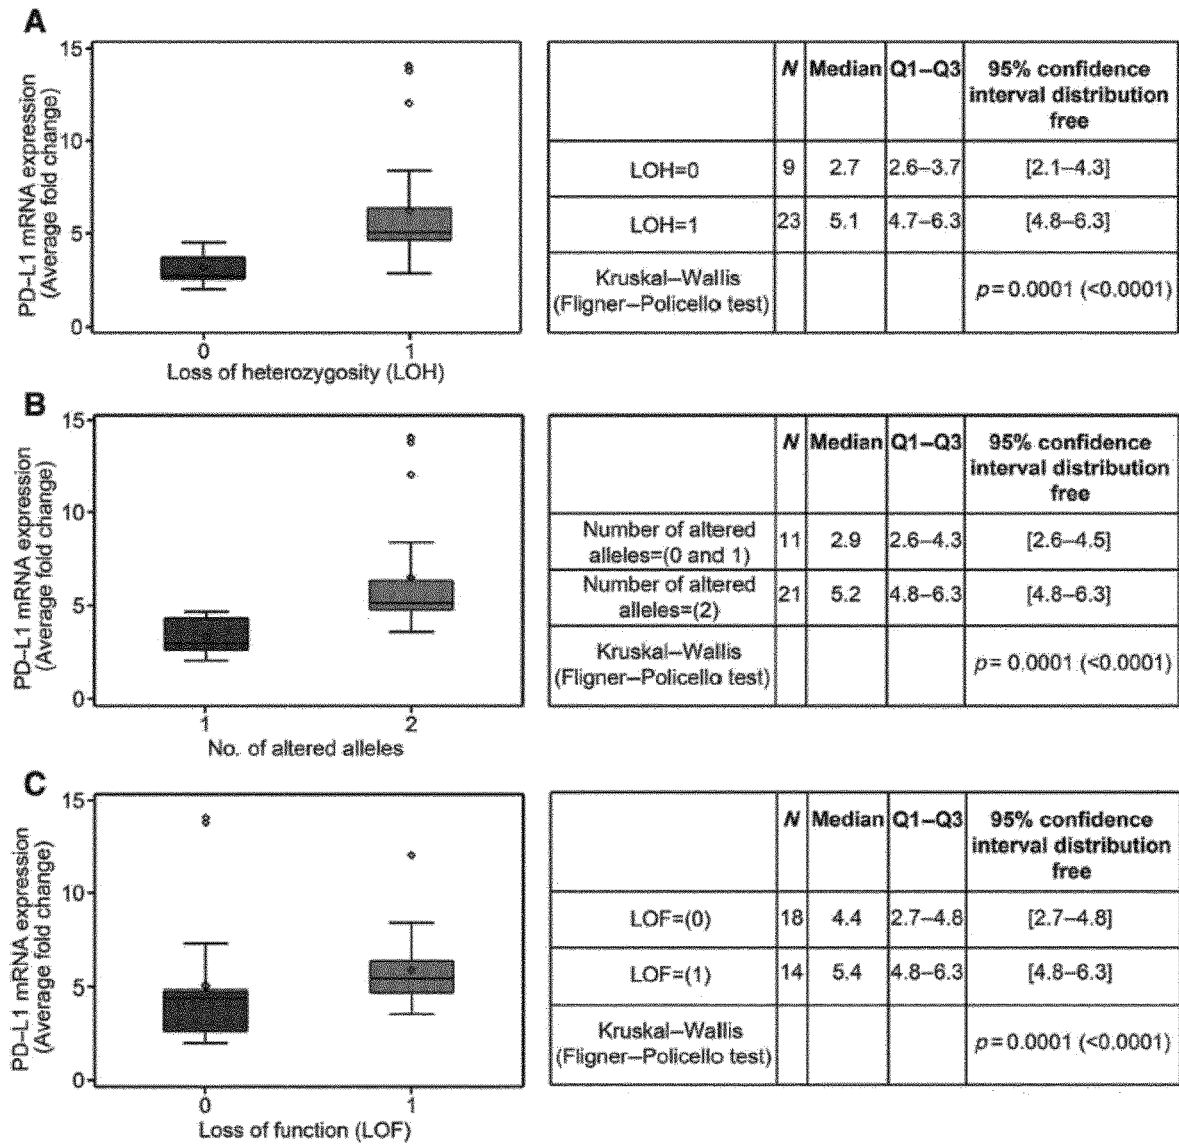 A
PD–L1 mRNA expression
(Average fold change)
15
10
5
0
0 1
Loss of heterozygosity (LOH)
N Median Q1–Q3 95% confidence
interval distribution
free
LOH=0 9 2.7 2.6–3.7 [2.1–4.3]
LOH=1 23 5.1 4.7–6.3 [4.8–6.3]
Kruskal–Wallis
(Fligner–Policello test) p=0.0001 (<0.0001)
B
PD–L1 mRNA expression
(Average fold change)
15
10
5
0
1 2
No. of altered alleles
N Median Q1–Q3 95% confidence
interval distribution
free
Number of altered
alleles=(0 and 1) 11 2.9 2.6–4.3 [2.6–4.5]
Number of altered
alleles=(2) 21 5.2 4.8–6.3 [4.8–6.3]
Kruskal–Wallis
(Fligner–Policello test) p= 0.0001 (<0.0001)
C
PD–L1 mRNA expression
(Average fold change)
15
10
5
0
0 1
Loss of function (LOF)
N Median Q1–Q3 95% confidence
interval distribution
free
LOF=(0) 18 4.4 2.7–4.8 [2.7–4.8]
LOF=(1) 14 5.4 4.8–6.3 [4.8–6.3]
Kruskal–Wallis
(Fligner–Policello test) p=0.0001 (<0.0001)